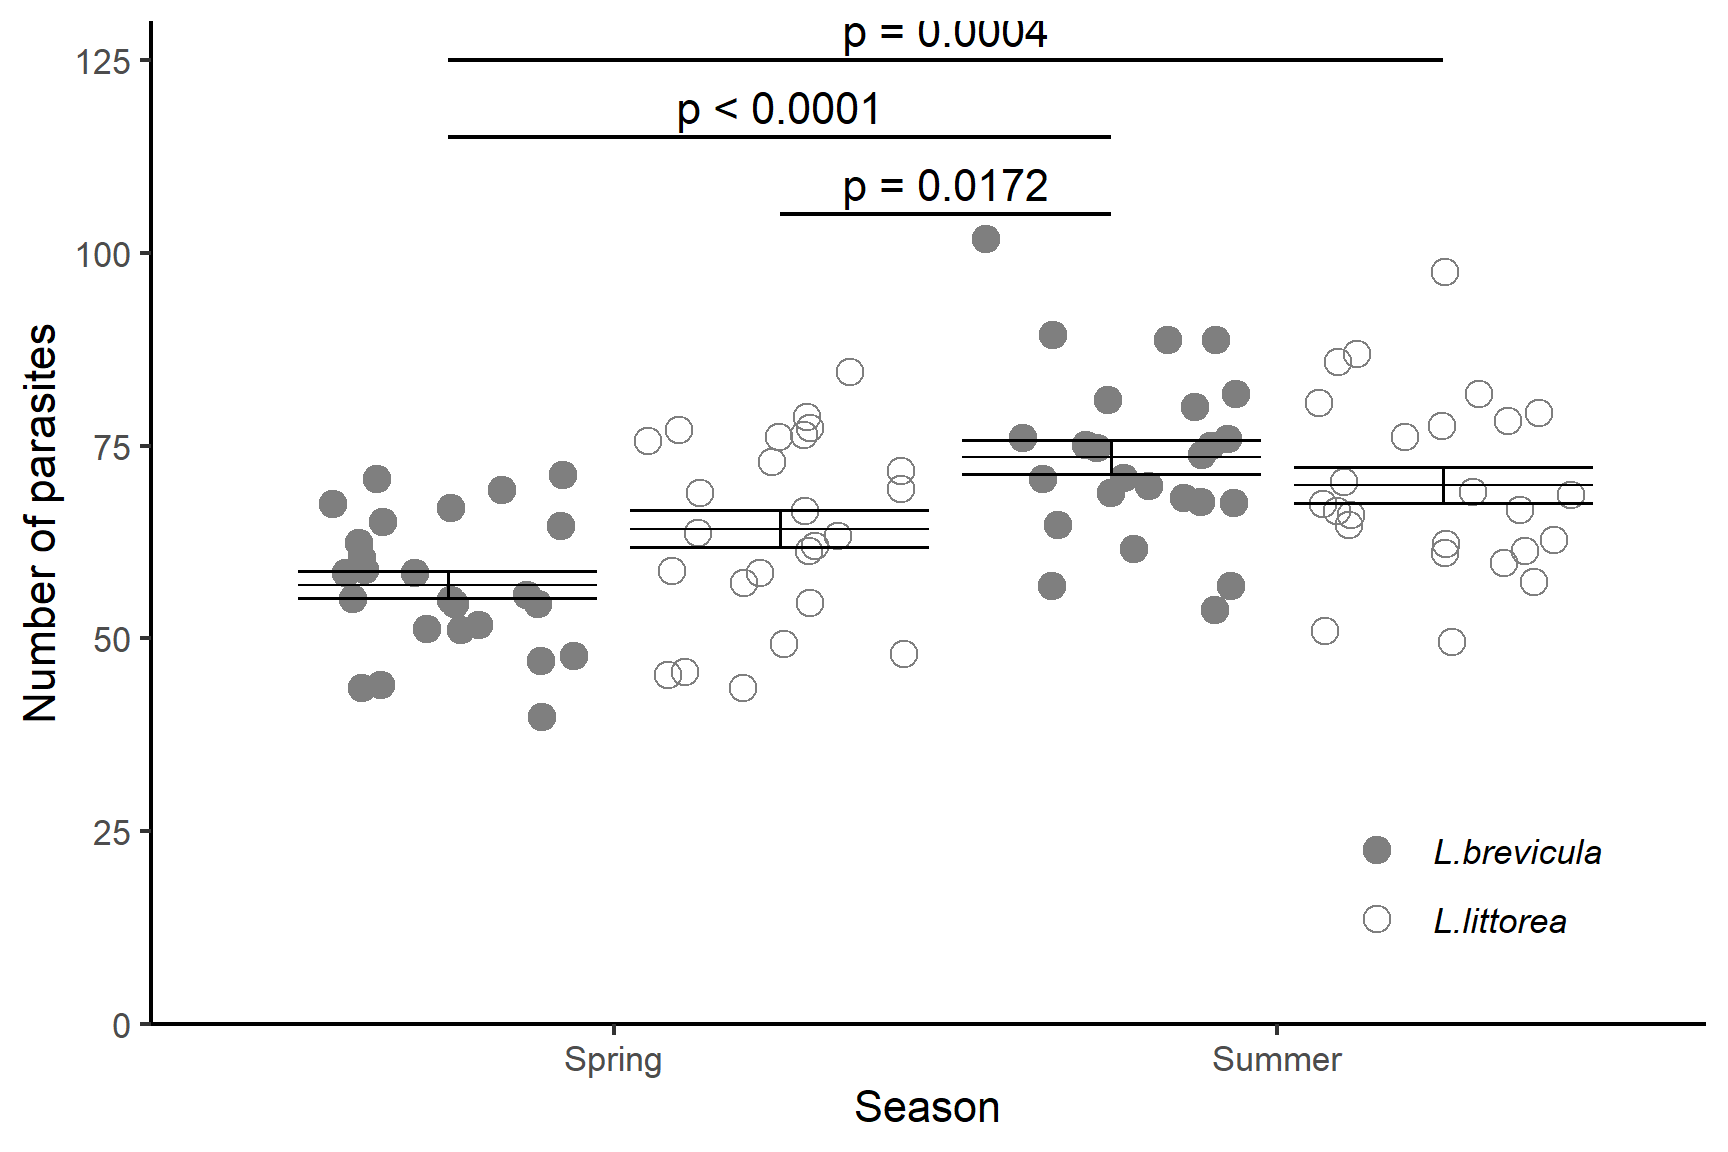 p = 0.0004
125
p < 0.0001
p = 0.0172
100
75
50
25
0
Number of parasites
L.brevicula
L.littorea
Spring
Summer
Season